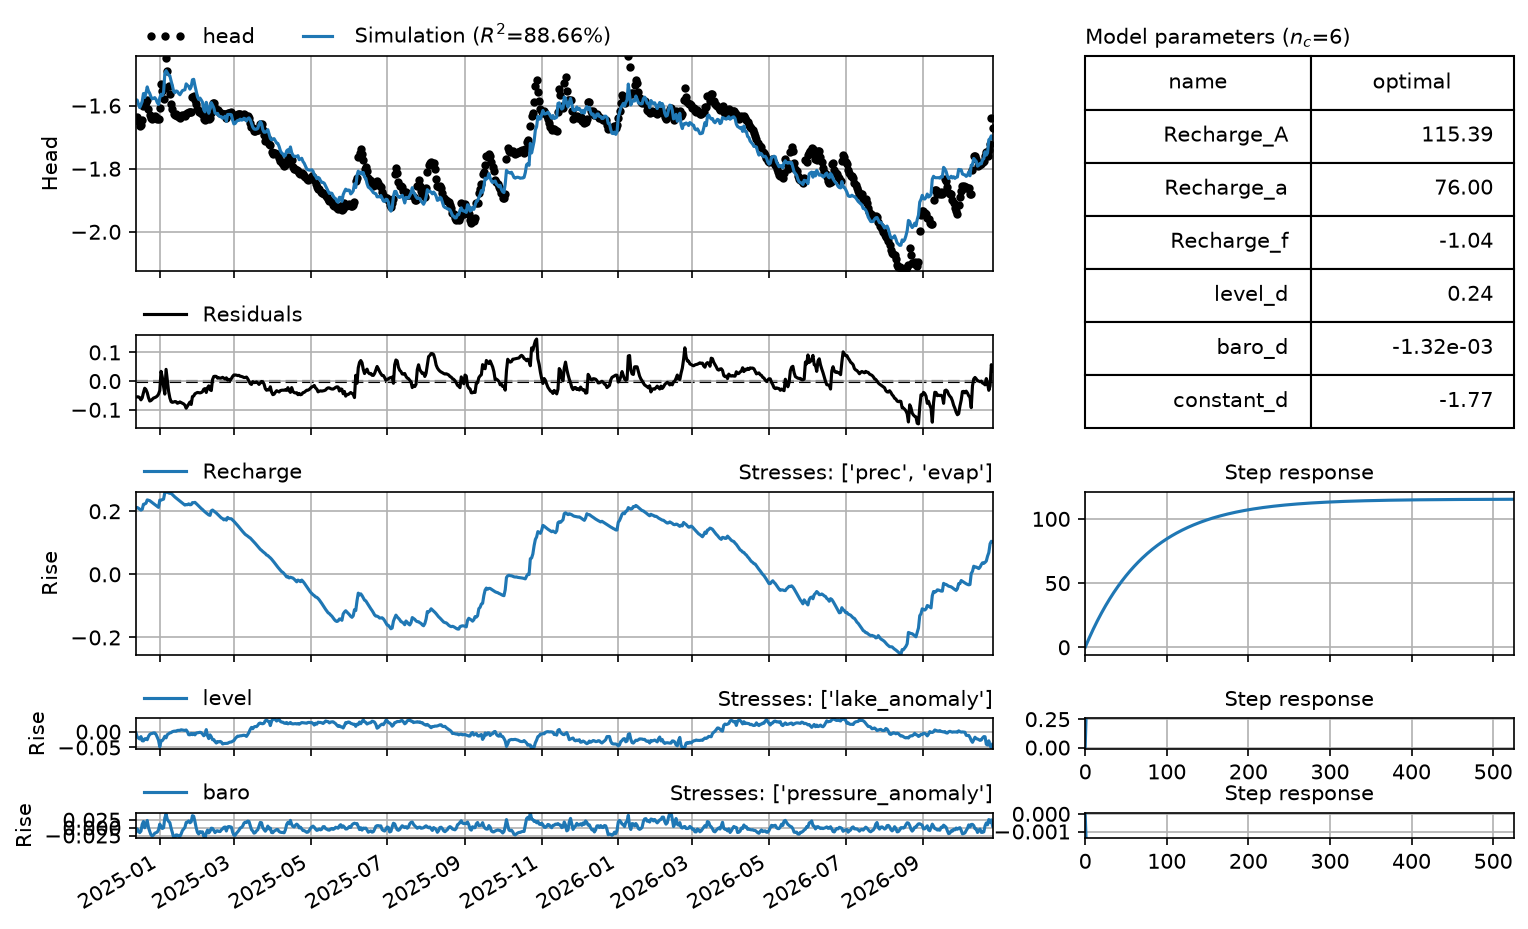 head
Simulation (R²=88.66%)
Model parameters (n_c=6)
Head
−1.6
−1.8
−2.0
name optimal
Recharge_A 115.39
Recharge_a 76.00
Recharge_f -1.04
level_d 0.24
baro_d -1.32e-03
constant_d -1.77
Residuals
0.1
0.0
−0.1
Recharge
Stresses: ['prec', 'evap']
Rise
0.2
0.0
−0.2
Step response
100
50
0
level
Stresses: ['lake_anomaly']
Rise
0.00
−0.05
Step response
0.25
0.00
0 100 200 300 400 500
baro
Stresses: ['pressure_anomaly']
Rise
0.025
0.000
−0.025
Step response
0.000
−0.001
0 100 200 300 400 500
2025-01 2025-03 2025-05 2025-07 2025-09 2025-11 2026-01 2026-03 2026-05 2026-07 2026-09